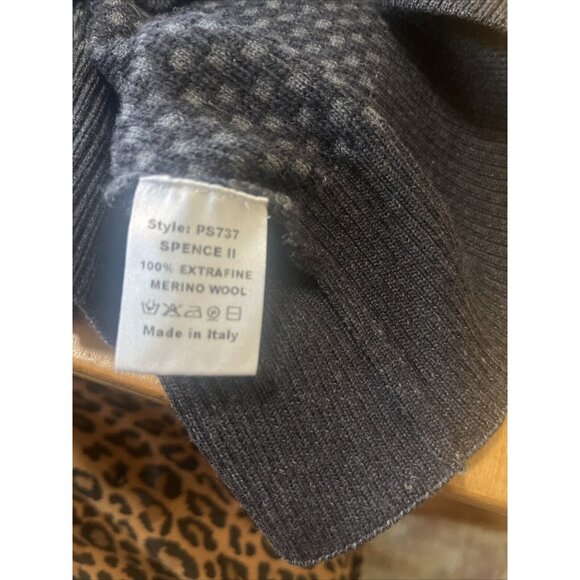 Style: PS737
SPENCE II
100% EXTRAFINE
MERINO WOOL
Made in Italy